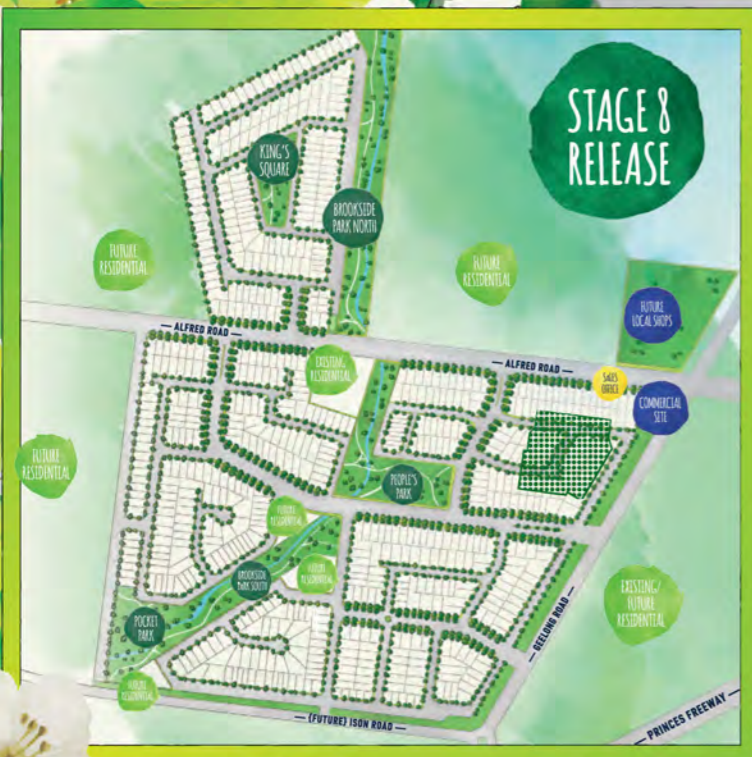 STAGE 8
RELEASE
KING'S
SQUARE
BROOKSIDE
PARK NORTH
FUTURE
RESIDENTIAL
FUTURE
RESIDENTIAL
FUTURE
LOCAL SHOPS
— ALFRED ROAD —
EXISTING
RESIDENTIAL
— ALFRED ROAD —
SALES
OFFICE
COMMERCIAL
SITE
FUTURE
RESIDENTIAL
PEOPLE'S
PARK
FUTURE
RESIDENTIAL
FUTURE
RESIDENTIAL
BROOKSIDE
PARK SOUTH
EXISTING/
FUTURE
RESIDENTIAL
POCKET
PARK
— GEELONG ROAD —
FUTURE
RESIDENTIAL
— (FUTURE) ISON ROAD —
— PRINCES FREEWAY —